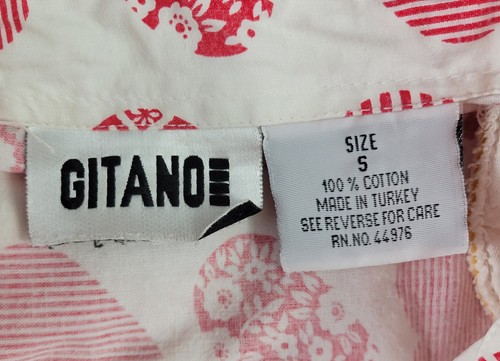 GITANO
SIZE
S
100% COTTON
MADE IN TURKEY
SEE REVERSE FOR CARE
RN.NO. 44976